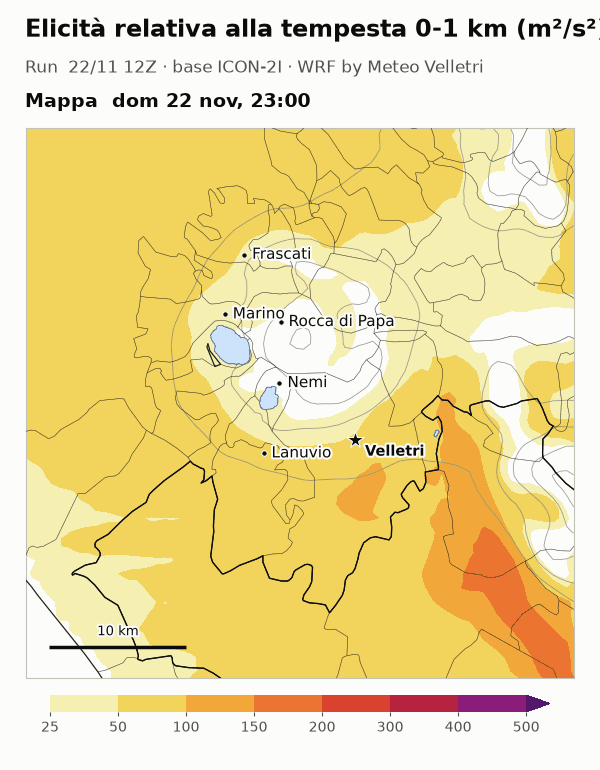 Elicità relativa alla tempesta 0-1 km (m²/s²)
Run 22/11 12Z · base ICON-2I · WRF by Meteo Velletri
Mappa dom 22 nov, 23:00
Frascati
Marino
Rocca di Papa
Nemi
Velletri
Lanuvio
10 km
25 50 100 150 200 300 400 500